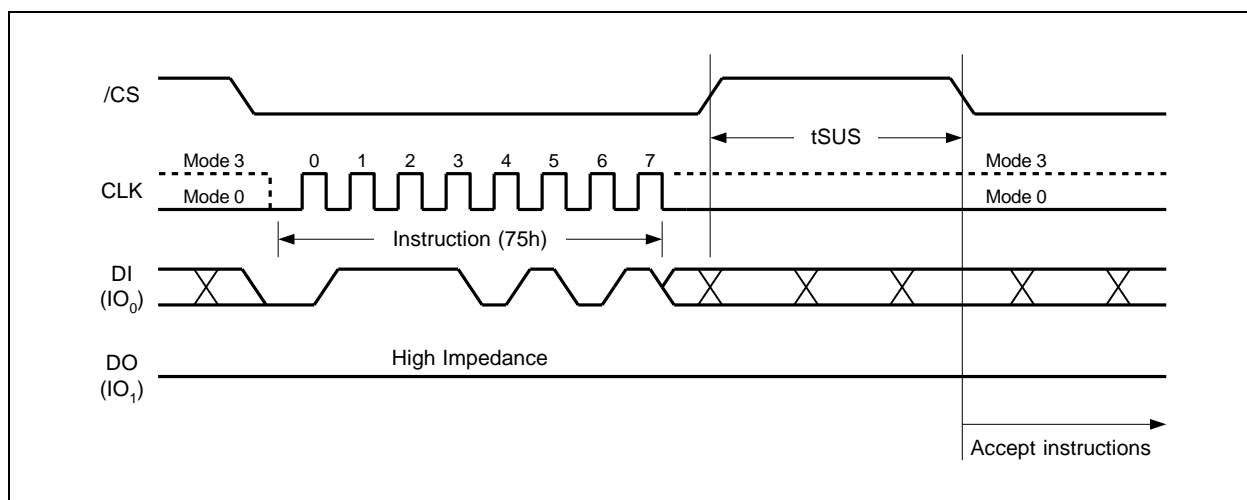 /CS
tSUS
Mode 3
0 1 2 3 4 5 6 7
Mode 3
CLK
Mode 0
Mode 0
Instruction (75h)
DI
(IO₀)
High Impedance
DO
(IO₁)
Accept instructions